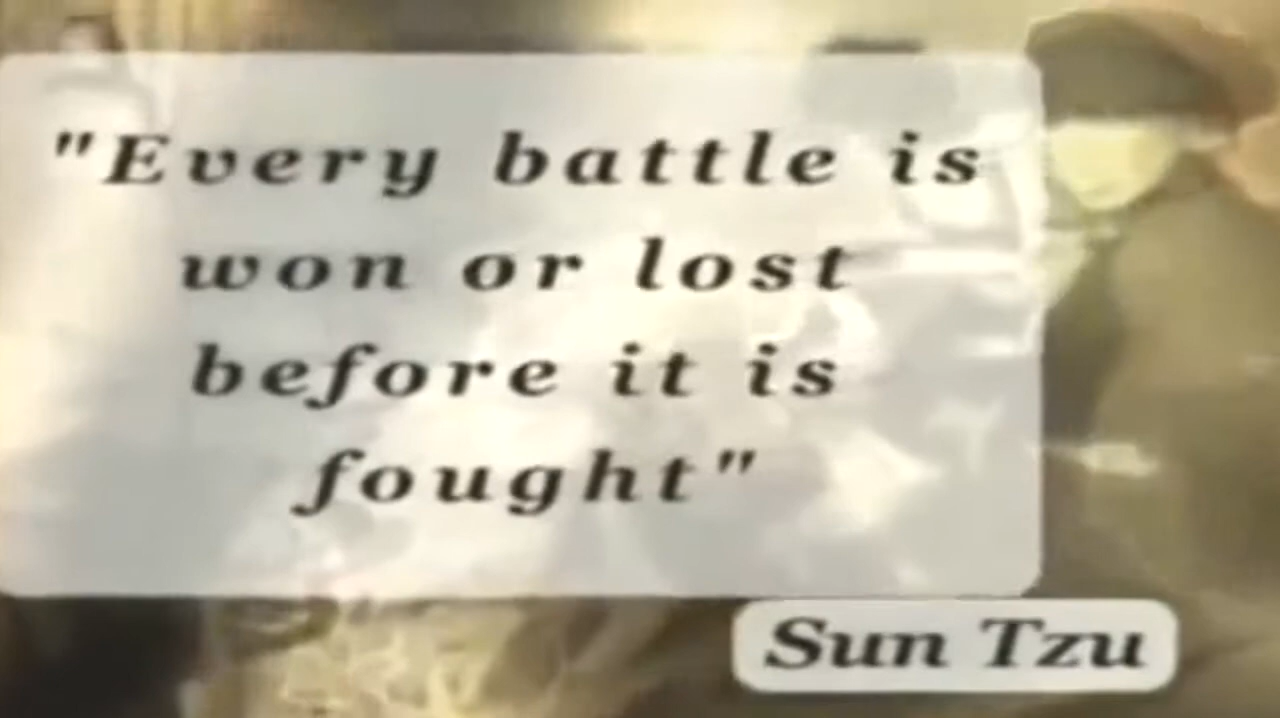 "Every battle is
won or lost
before it is
fought"
Sun Tzu